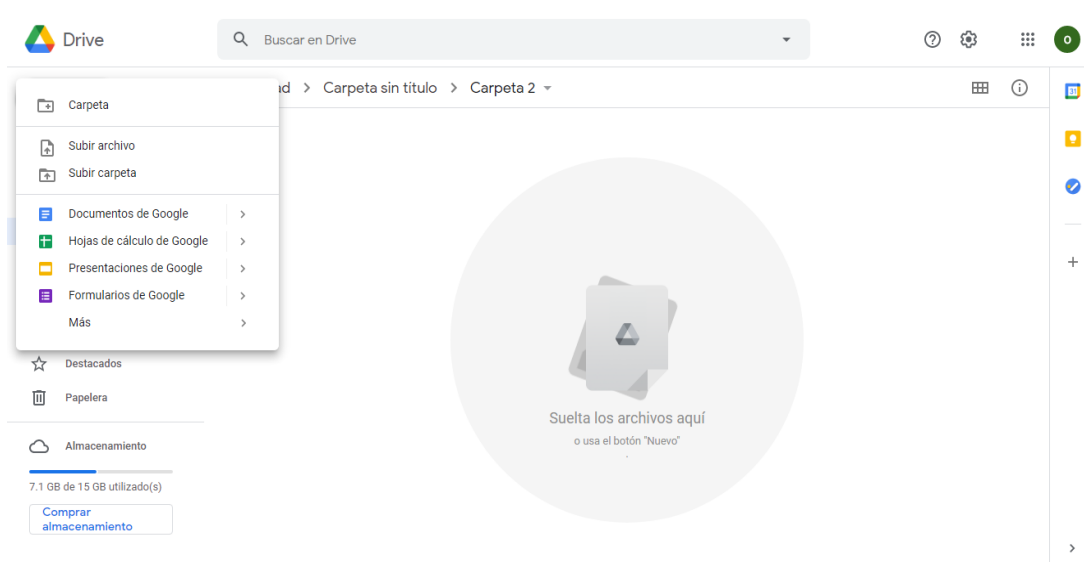 Drive
Buscar en Drive
O
Carpeta sin título > Carpeta 2
31
Carpeta
Subir archivo
Subir carpeta
Documentos de Google
Hojas de cálculo de Google
Presentaciones de Google
Formularios de Google
Más
Destacados
Papelera
Almacenamiento
7.1 GB de 15 GB utilizado(s)
Comprar
almacenamiento
Suelta los archivos aquí
o usa el botón "Nuevo"
.